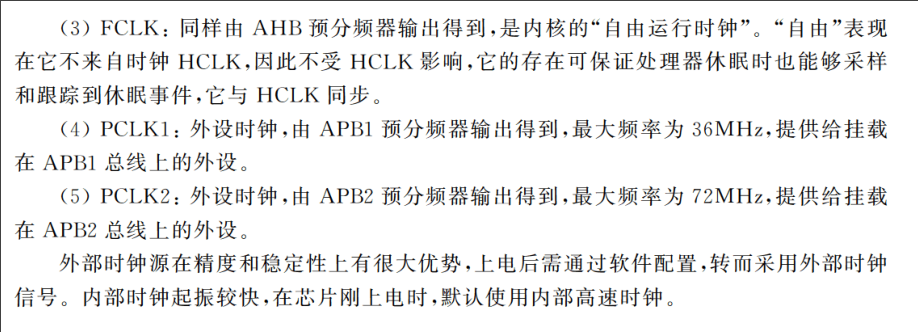 (3) FCLK：同样由 AHB 预分频器输出得到，是内核的“自由运行时钟”。“自由”表现
在它不来自时钟 HCLK，因此不受 HCLK 影响，它的存在可保证处理器休眠时也能够采样
和跟踪到休眠事件，它与 HCLK 同步。
(4) PCLK1：外设时钟，由 APB1 预分频器输出得到，最大频率为 36MHz，提供给挂载
在 APB1 总线上的外设。
(5) PCLK2：外设时钟，由 APB2 预分频器输出得到，最大频率为 72MHz，提供给挂载
在 APB2 总线上的外设。
外部时钟源在精度和稳定性上有很大优势，上电后需通过软件配置，转而采用外部时钟
信号。内部时钟起振较快，在芯片刚上电时，默认使用内部高速时钟。